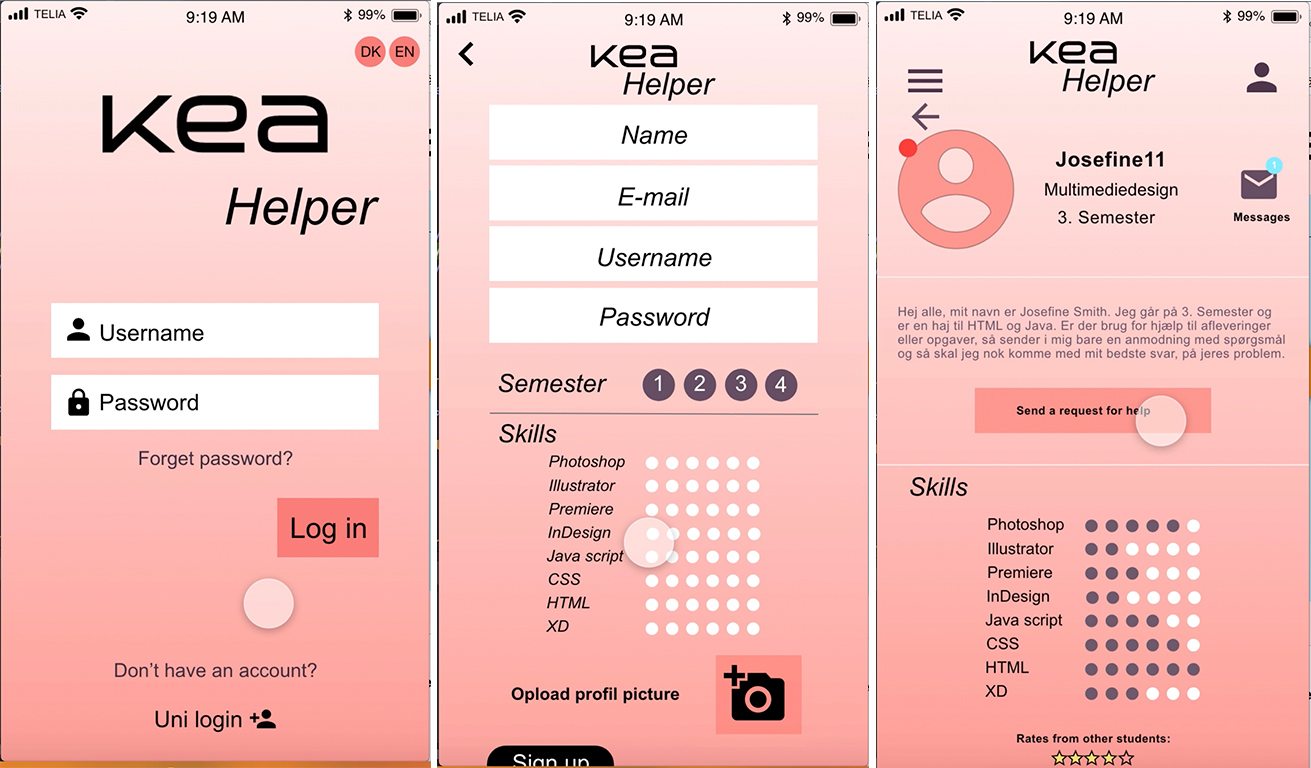 TELIA 9:19 AM 99%
DK EN
kea
Helper
Username
Password
Forget password?
Log in
Don't have an account?
Uni login
TELIA 9:19 AM 99%
kea
Helper
Name
E-mail
Username
Password
Semester 1 2 3 4
Skills
Photoshop
Illustrator
Premiere
InDesign
Java script
CSS
HTML
XD
Opload profil picture
Sign up
TELIA 9:19 AM 99%
kea
Helper
Josefine11
Multimediedesign
3. Semester
1
Messages
Hej alle, mit navn er Josefine Smith. Jeg går på 3. Semester og
er en haj til HTML og Java. Er der brug for hjælp til afleveringer
eller opgaver, så sender i mig bare en anmodning med spørgsmål
og så skal jeg nok komme med mit bedste svar, på jeres problem.
Send a request for help
Skills
Photoshop
Illustrator
Premiere
InDesign
Java script
CSS
HTML
XD
Rates from other students: